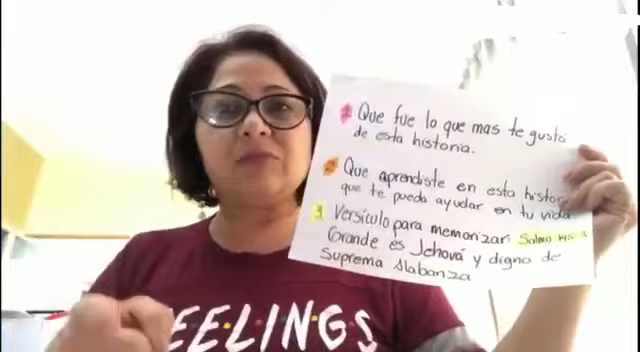 1 Que fue lo que mas te gusto
de esta historia.
2 Que aprendiste en esta histor
que te pueda ayudar en tu vida
3 Versículo para memorizar: Salmo
Grande es Jehová y digno de
Suprema Alabanza
EELINGS